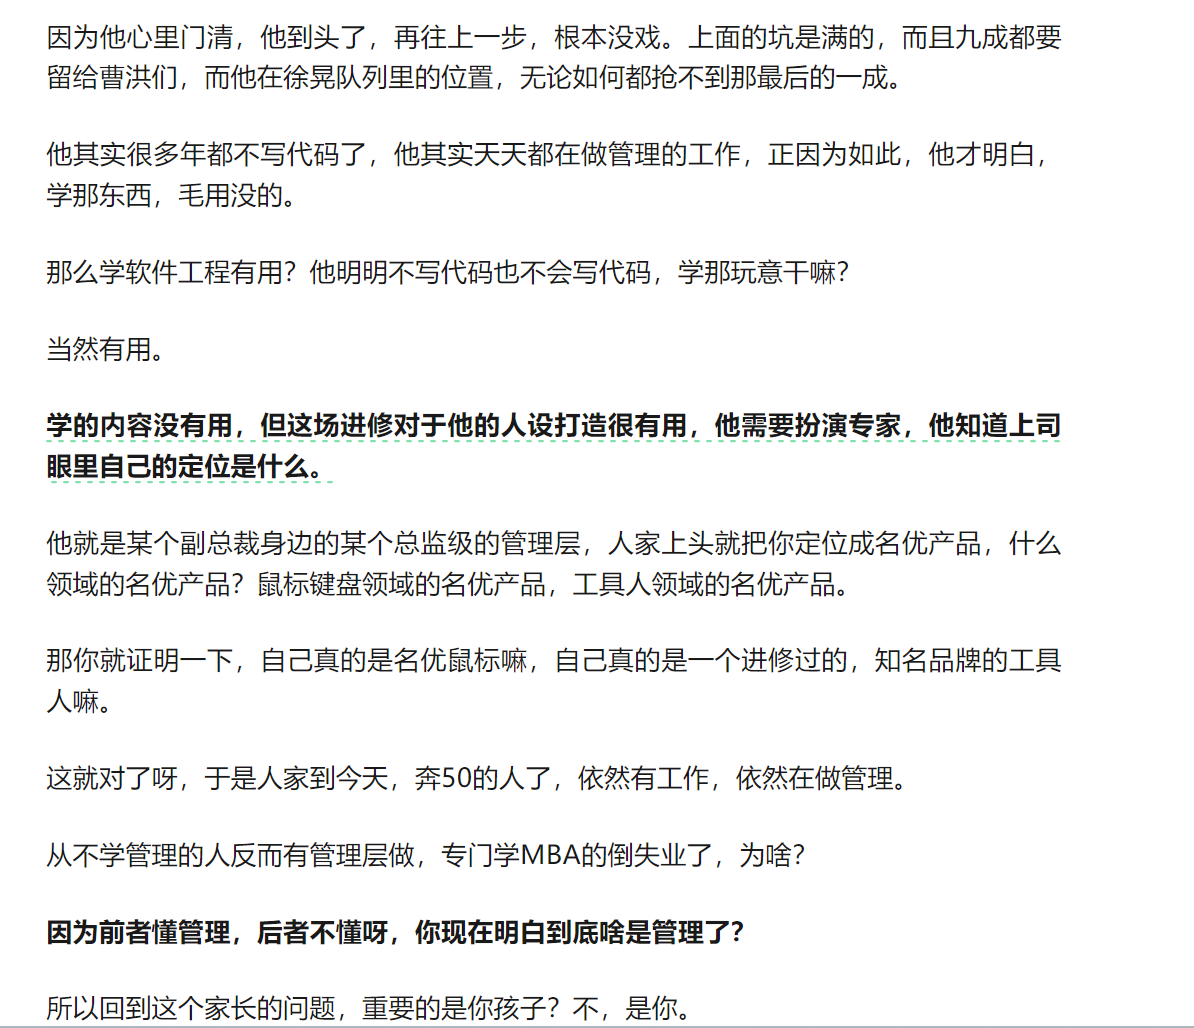 因为他心里门清，他到头了，再往上一步，根本没戏。上面的坑是满的，而且九成都要
留给曹洪们，而他在徐晃队列里的位置，无论如何都抢不到那最后的一成。
他其实很多年都不写代码了，他其实天天都在做管理的工作，正因为如此，他才明白，
学那东西，毛用没的。
那么学软件工程有用？他明明不写代码也不会写代码，学那玩意干嘛？
当然有用。
学的内容没有用，但这场进修对于他的人设打造很有用，他需要扮演专家，他知道上司
眼里自己的定位是什么。
他就是某个副总裁身边的某个总监级的管理层，人家上头就把你定位成名优产品，什么
领域的名优产品？鼠标键盘领域的名优产品，工具人领域的名优产品。
那你就证明一下，自己真的是名优鼠标嘛，自己真的是一个进修过的，知名品牌的工具
人嘛。
这就对了呀，于是人家到今天，奔50的人了，依然有工作，依然在做管理。
从不学管理的人反而有管理层做，专门学MBA的倒失业了，为啥？
因为前者懂管理，后者不懂呀，你现在明白到底啥是管理了？
所以回到这个家长的问题，重要的是你孩子？不，是你。